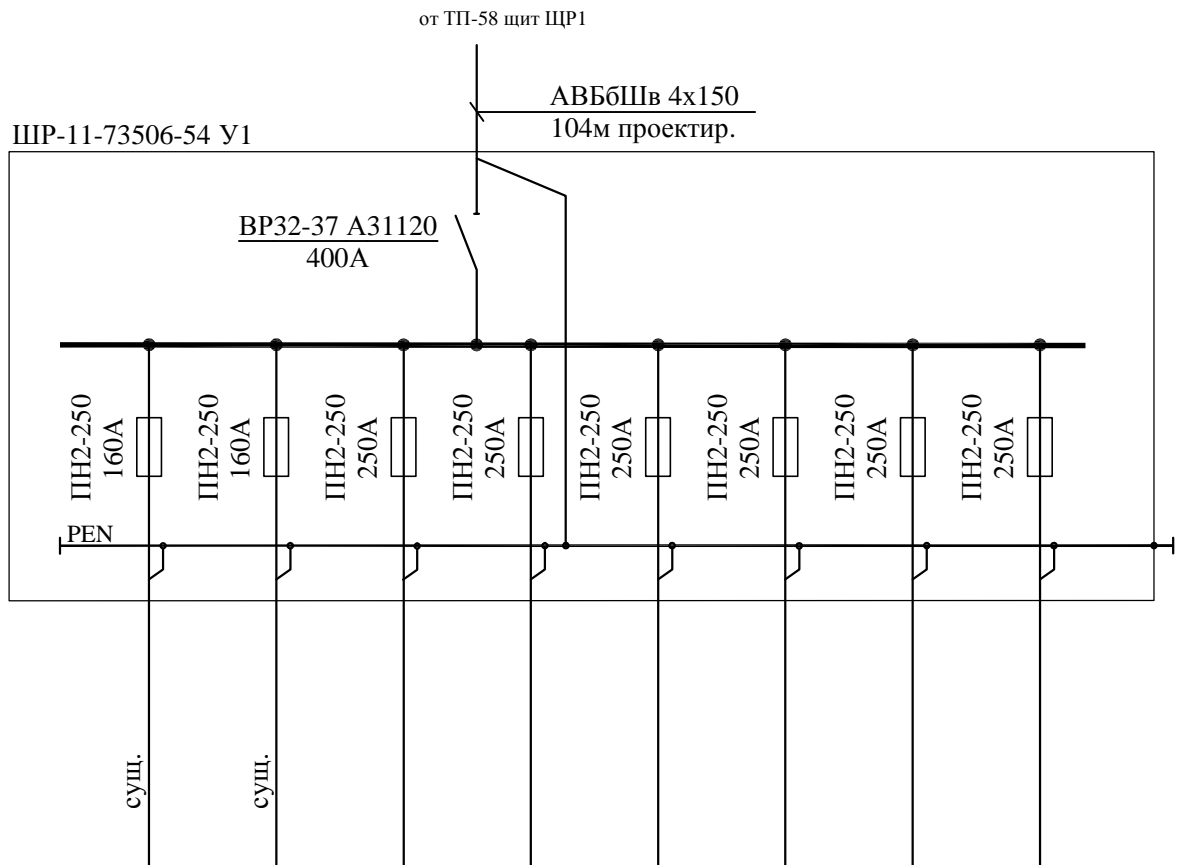 от ТП-58 щит ЩР1
АВБбШв 4х150
104м проектир.
ШР-11-73506-54 У1
ВР32-37 А31120
400А
ПН2-250
160А
ПН2-250
160А
ПН2-250
250А
ПН2-250
250А
ПН2-250
250А
ПН2-250
250А
ПН2-250
250А
ПН2-250
250А
PEN
сущ.
сущ.